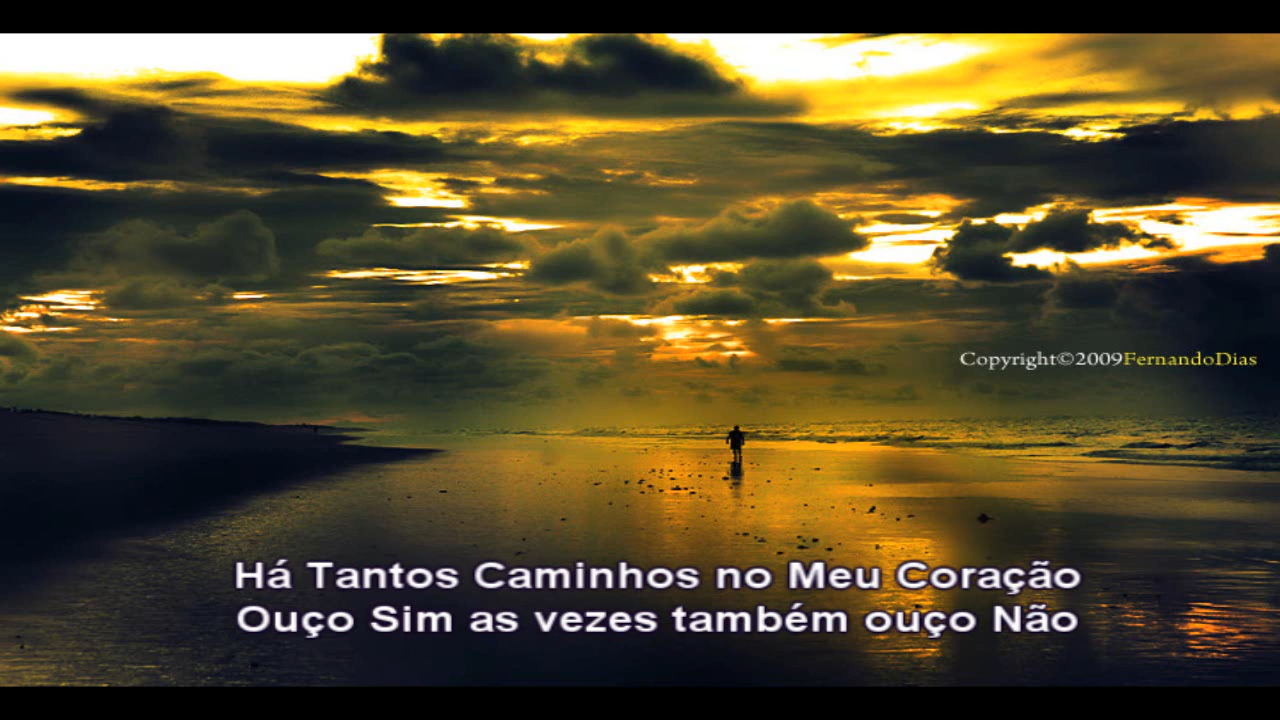 Copyright©2009FernandoDias
Há Tantos Caminhos no Meu Coração
Ouço Sim as vezes também ouço Não